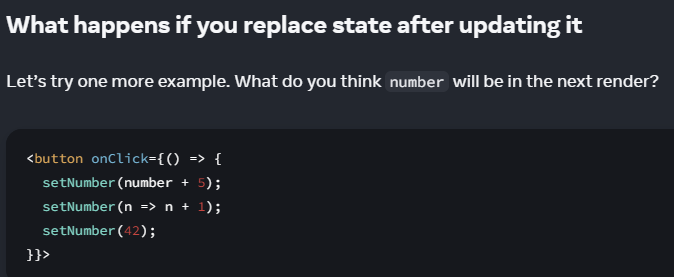 What happens if you replace state after updating it
Let’s try one more example. What do you think number will be in the next render?
<button onClick={() => {
  setNumber(number + 5);
  setNumber(n => n + 1);
  setNumber(42);
}}>